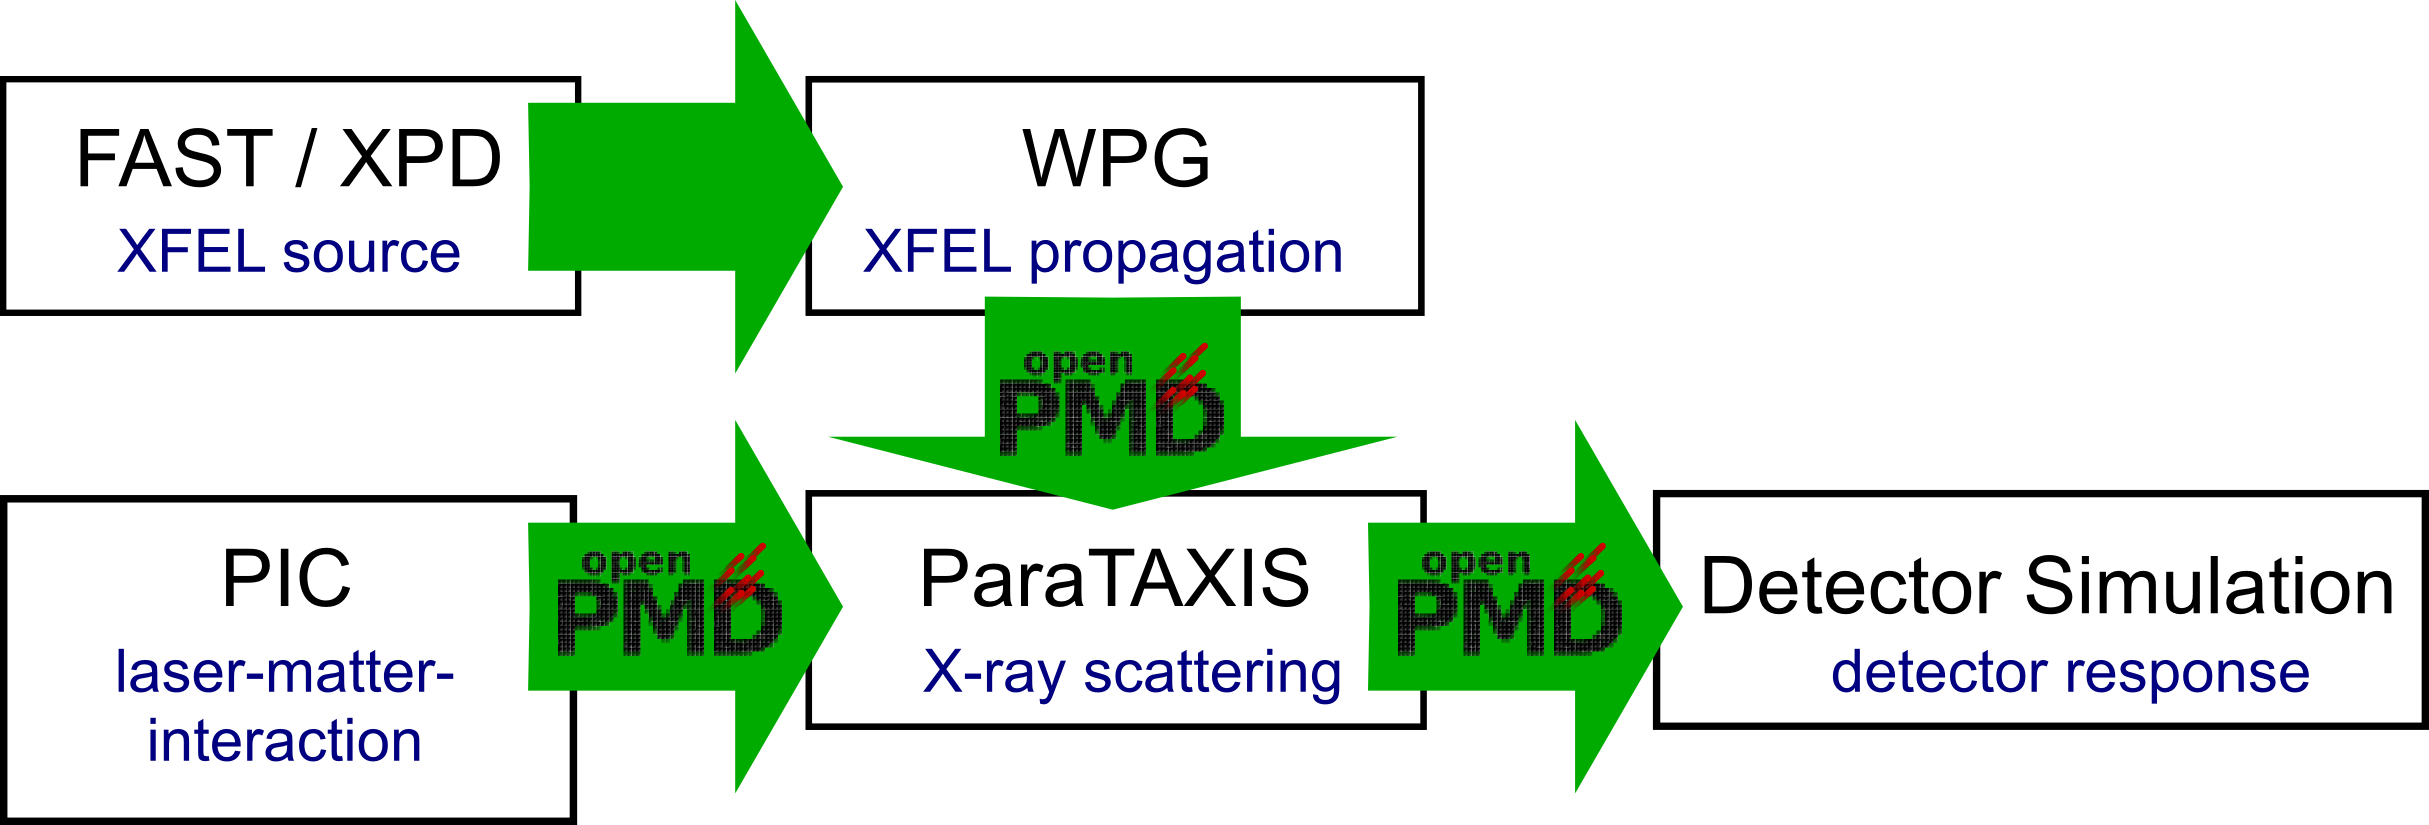 FAST / XPD
XFEL source
WPG
XFEL propagation
open
PMD
PIC
laser-matter-
interaction
open
PMD
ParaTAXIS
X-ray scattering
open
PMD
Detector Simulation
detector response